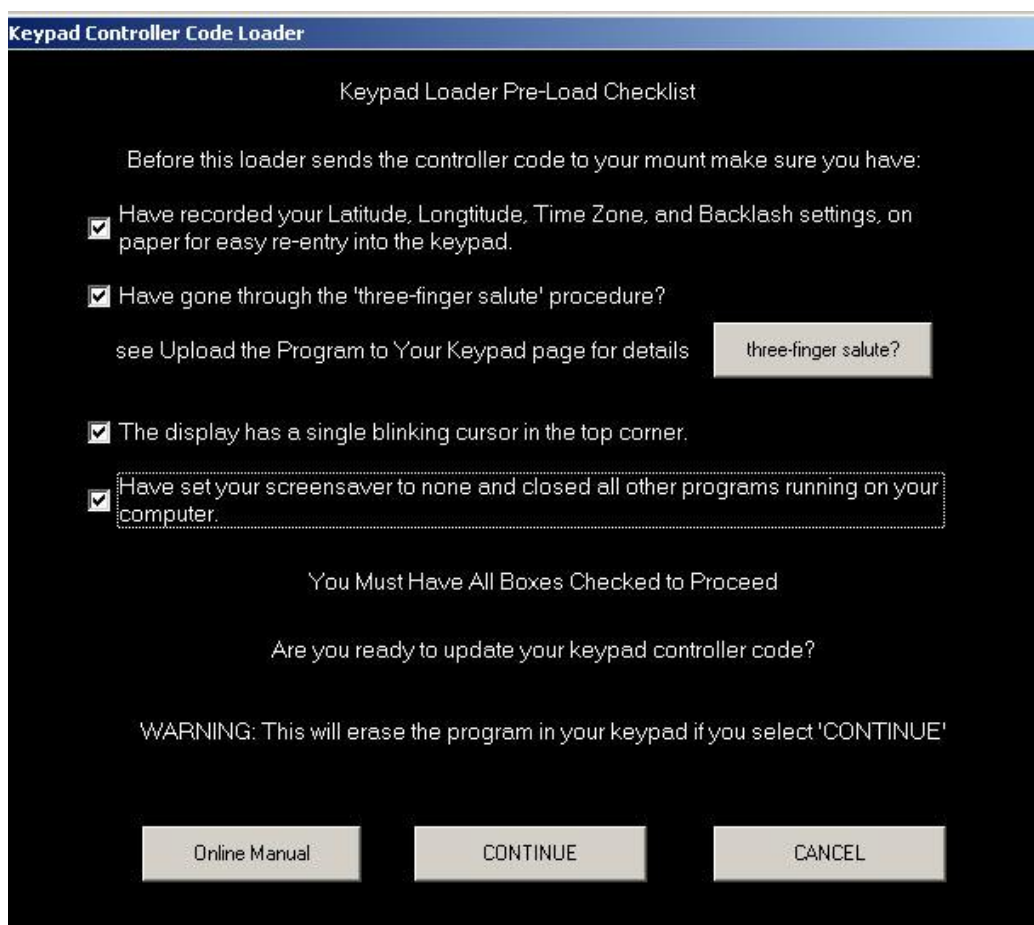 Keypad Controller Code Loader
Keypad Loader Pre-Load Checklist
Before this loader sends the controller code to your mount make sure you have:
Have recorded your Latitude, Longtitude, Time Zone, and Backlash settings, on
paper for easy re-entry into the keypad.
Have gone through the 'three-finger salute' procedure?
see Upload the Program to Your Keypad page for details
three-finger salute?
The display has a single blinking cursor in the top corner.
Have set your screensaver to none and closed all other programs running on your
computer.
You Must Have All Boxes Checked to Proceed
Are you ready to update your keypad controller code?
WARNING: This will erase the program in your keypad if you select 'CONTINUE'
Online Manual
CONTINUE
CANCEL